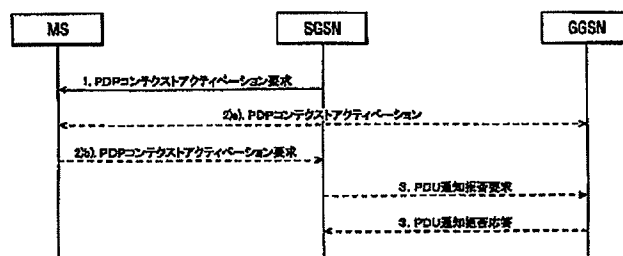 MS
SGSN
GGSN
1. PDPコンテクストアクティベーション要求
2)a). PDPコンテクストアクティベーション
2)b). PDPコンテクストアクティベーション要求
3. PDU通知拒否要求
3. PDU通知拒否応答